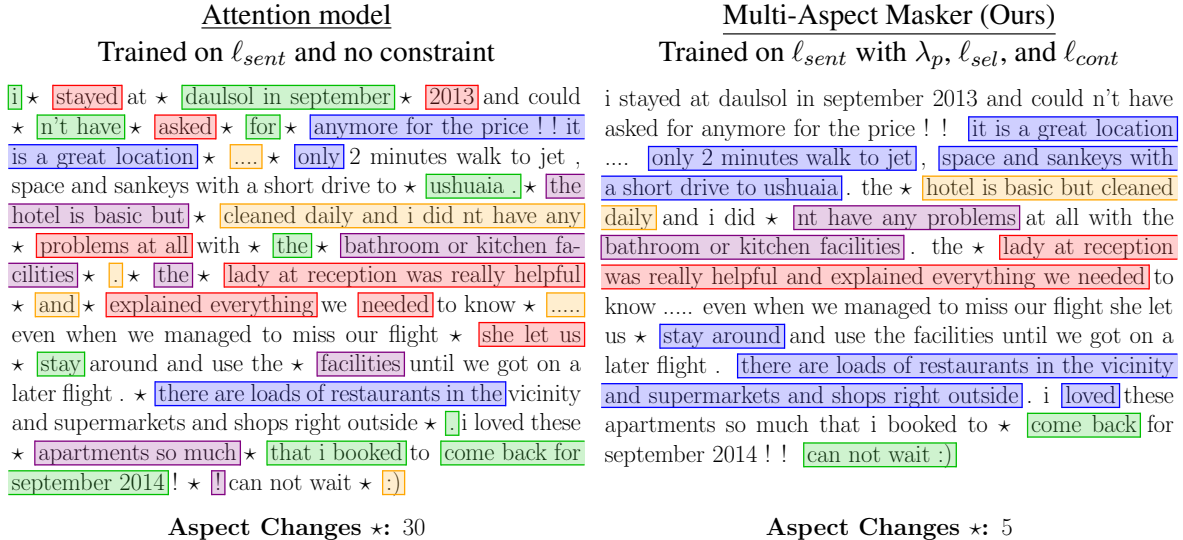 Attention model
Trained on ℓsent and no constraint
i ⋆ stayed at ⋆ daulsol in september ⋆ 2013 and could
⋆ n't have ⋆ asked ⋆ for ⋆ anymore for the price ! ! it
is a great location ⋆ .... ⋆ only 2 minutes walk to jet ,
space and sankeys with a short drive to ⋆ ushuaia . ⋆ the
hotel is basic but ⋆ cleaned daily and i did nt have any
⋆ problems at all with ⋆ the ⋆ bathroom or kitchen fa-
cilities ⋆ . ⋆ the ⋆ lady at reception was really helpful
⋆ and ⋆ explained everything we needed to know ⋆ .....
even when we managed to miss our flight ⋆ she let us
⋆ stay around and use the ⋆ facilities until we got on a
later flight . ⋆ there are loads of restaurants in the vicinity
and supermarkets and shops right outside ⋆ . i loved these
⋆ apartments so much ⋆ that i booked to come back for
september 2014 ! ⋆ ! can not wait ⋆ :)
Aspect Changes ⋆: 30
Multi-Aspect Masker (Ours)
Trained on ℓsent with λp, ℓsel, and ℓcont
i stayed at daulsol in september 2013 and could n't have
asked for anymore for the price ! ! it is a great location
.... only 2 minutes walk to jet , space and sankeys with
a short drive to ushuaia . the ⋆ hotel is basic but cleaned
daily and i did ⋆ nt have any problems at all with the
bathroom or kitchen facilities . the ⋆ lady at reception
was really helpful and explained everything we needed to
know ..... even when we managed to miss our flight she let
us ⋆ stay around and use the facilities until we got on a
later flight . there are loads of restaurants in the vicinity
and supermarkets and shops right outside . i loved these
apartments so much that i booked to ⋆ come back for
september 2014 ! ! can not wait :)
Aspect Changes ⋆: 5